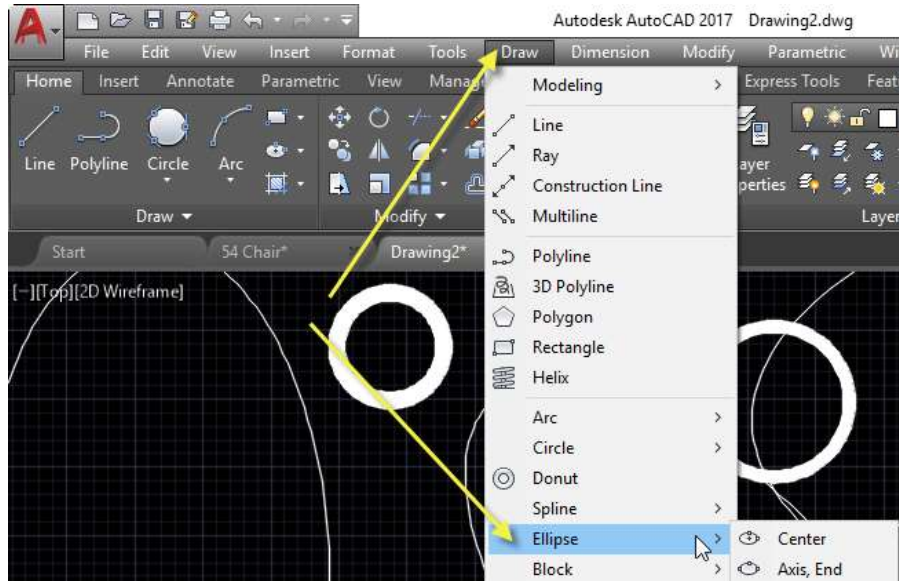 Autodesk AutoCAD 2017 Drawing2.dwg
File Edit View Insert Format Tools Draw Dimension Modify Parametric
Home Insert Annotate Parametric View Express Tools
Line Polyline Circle Arc
Draw Modify
Start 54 Chair* Drawing2*
[−][Top][2D Wireframe]
Modeling
Line
Ray
Construction Line
Multiline
Polyline
3D Polyline
Polygon
Rectangle
Helix
Arc
Circle
Donut
Spline
Ellipse
Block
Center
Axis, End